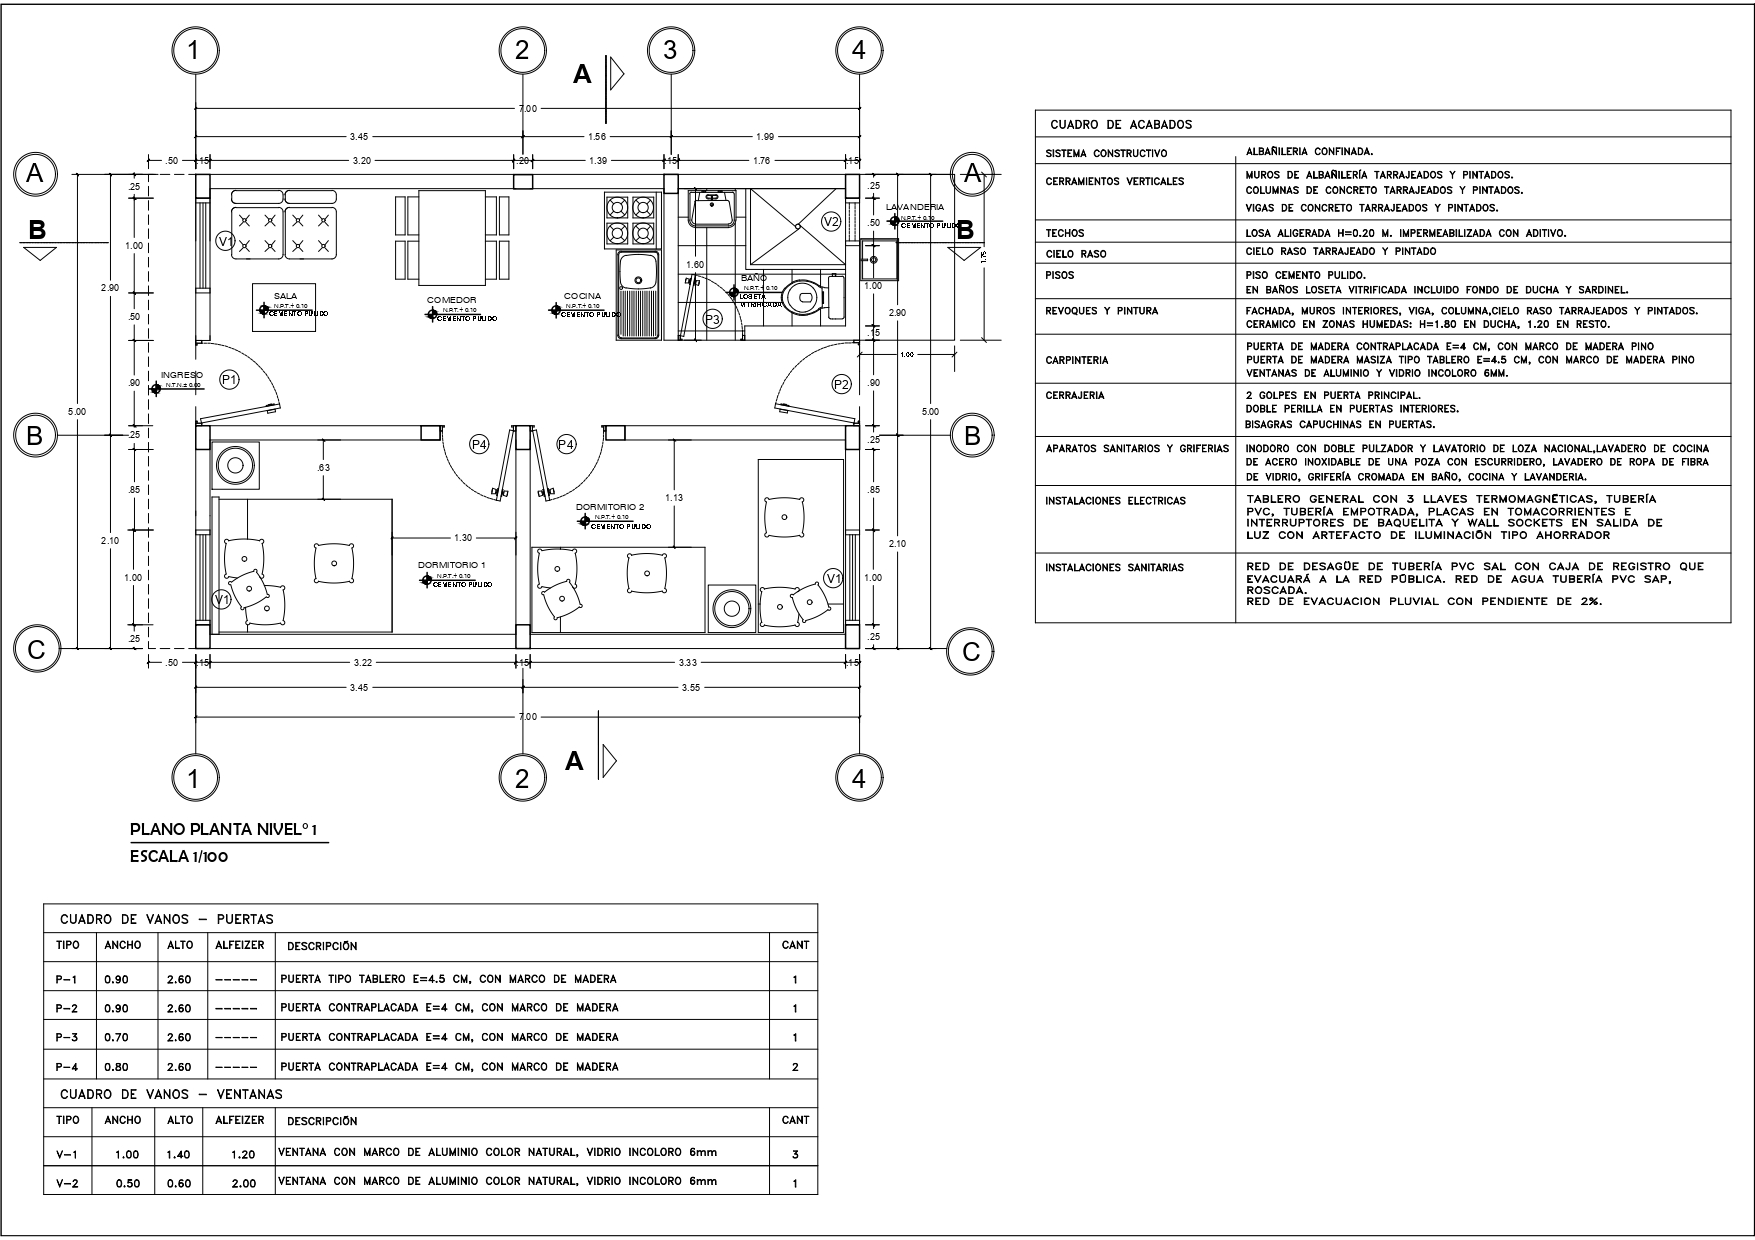 1 2 3 4
A
7.00
3.45 1.56 1.99
.50 .15 3.20 .20 1.39 .15 1.76 .15
A A
B B
.25 .25
1.00 V1 V2 LAVANDERIA
N.P.T.+ 0.10
CEMENTO PULIDO
.50
1.75
1.60
1.00
2.90 2.90
SALA
N.P.T.+ 0.10
CEMENTO PULIDO
COMEDOR
N.P.T.+ 0.10
CEMENTO PULIDO
COCINA
N.P.T.+ 0.10
CEMENTO PULIDO
BAÑO
N.P.T.+ 0.10
LOSETA
VITRIFICADA
.50 P3 .15
1.00
INGRESO
N.T.N.± 0.00
P1 P2
.90 .90
5.00 5.00
B B
.25 P4 P4 .25
.63
.85 1.13 .85
DORMITORIO 2
N.P.T.+ 0.10
CEMENTO PULIDO
2.10 1.30 2.10
DORMITORIO 1
N.P.T.+ 0.10
CEMENTO PULIDO
1.00 V1 V1 1.00
.25 .25
C C
.50 .15 3.22 .15 3.33 .15
3.45 3.55
7.00
A
1 2 4
PLANO PLANTA NIVEL° 1
ESCALA 1/100
CUADRO DE VANOS – PUERTAS
TIPO ANCHO ALTO ALFEIZER DESCRIPCIÓN CANT
P-1 0.90 2.60 ----- PUERTA TIPO TABLERO E=4.5 CM, CON MARCO DE MADERA 1
P-2 0.90 2.60 ----- PUERTA CONTRAPLACADA E=4 CM, CON MARCO DE MADERA 1
P-3 0.70 2.60 ----- PUERTA CONTRAPLACADA E=4 CM, CON MARCO DE MADERA 1
P-4 0.80 2.60 ----- PUERTA CONTRAPLACADA E=4 CM, CON MARCO DE MADERA 2
CUADRO DE VANOS – VENTANAS
TIPO ANCHO ALTO ALFEIZER DESCRIPCIÓN CANT
V-1 1.00 1.40 1.20 VENTANA CON MARCO DE ALUMINIO COLOR NATURAL, VIDRIO INCOLORO 6mm 3
V-2 0.50 0.60 2.00 VENTANA CON MARCO DE ALUMINIO COLOR NATURAL, VIDRIO INCOLORO 6mm 1
CUADRO DE ACABADOS
SISTEMA CONSTRUCTIVO ALBAÑILERIA CONFINADA.
CERRAMIENTOS VERTICALES MUROS DE ALBAÑILERÍA TARRAJEADOS Y PINTADOS.
COLUMNAS DE CONCRETO TARRAJEADOS Y PINTADOS.
VIGAS DE CONCRETO TARRAJEADOS Y PINTADOS.
TECHOS LOSA ALIGERADA H=0.20 M. IMPERMEABILIZADA CON ADITIVO.
CIELO RASO CIELO RASO TARRAJEADO Y PINTADO
PISOS PISO CEMENTO PULIDO.
EN BAÑOS LOSETA VITRIFICADA INCLUIDO FONDO DE DUCHA Y SARDINEL.
REVOQUES Y PINTURA FACHADA, MUROS INTERIORES, VIGA, COLUMNA,CIELO RASO TARRAJEADOS Y PINTADOS.
CERAMICO EN ZONAS HUMEDAS: H=1.80 EN DUCHA, 1.20 EN RESTO.
CARPINTERIA PUERTA DE MADERA CONTRAPLACADA E=4 CM, CON MARCO DE MADERA PINO
PUERTA DE MADERA MASIZA TIPO TABLERO E=4.5 CM, CON MARCO DE MADERA PINO
VENTANAS DE ALUMINIO Y VIDRIO INCOLORO 6MM.
CERRAJERIA 2 GOLPES EN PUERTA PRINCIPAL.
DOBLE PERILLA EN PUERTAS INTERIORES.
BISAGRAS CAPUCHINAS EN PUERTAS.
APARATOS SANITARIOS Y GRIFERIAS INODORO CON DOBLE PULZADOR Y LAVATORIO DE LOZA NACIONAL,LAVADERO DE COCINA
DE ACERO INOXIDABLE DE UNA POZA CON ESCURRIDERO, LAVADERO DE ROPA DE FIBRA
DE VIDRIO, GRIFERÍA CROMADA EN BAÑO, COCINA Y LAVANDERIA.
INSTALACIONES ELECTRICAS TABLERO GENERAL CON 3 LLAVES TERMOMAGNÉTICAS, TUBERÍA
PVC, TUBERÍA EMPOTRADA, PLACAS EN TOMACORRIENTES E
INTERRUPTORES DE BAQUELITA Y WALL SOCKETS EN SALIDA DE
LUZ CON ARTEFACTO DE ILUMINACIÓN TIPO AHORRADOR
INSTALACIONES SANITARIAS RED DE DESAGÜE DE TUBERÍA PVC SAL CON CAJA DE REGISTRO QUE
EVACUARÁ A LA RED PÚBLICA. RED DE AGUA TUBERÍA PVC SAP,
ROSCADA.
RED DE EVACUACION PLUVIAL CON PENDIENTE DE 2%.